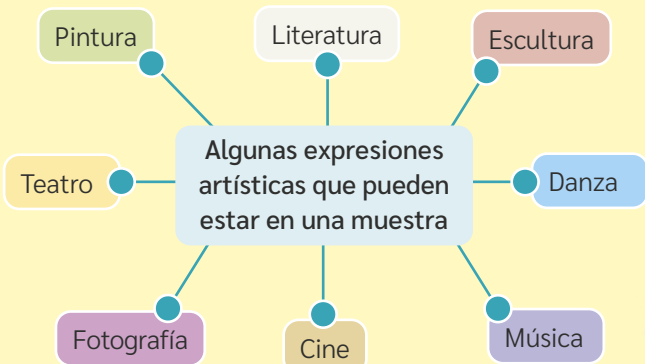 Pintura
Literatura
Escultura
Algunas expresiones
artísticas que pueden
estar en una muestra
Teatro
Danza
Fotografía
Cine
Música